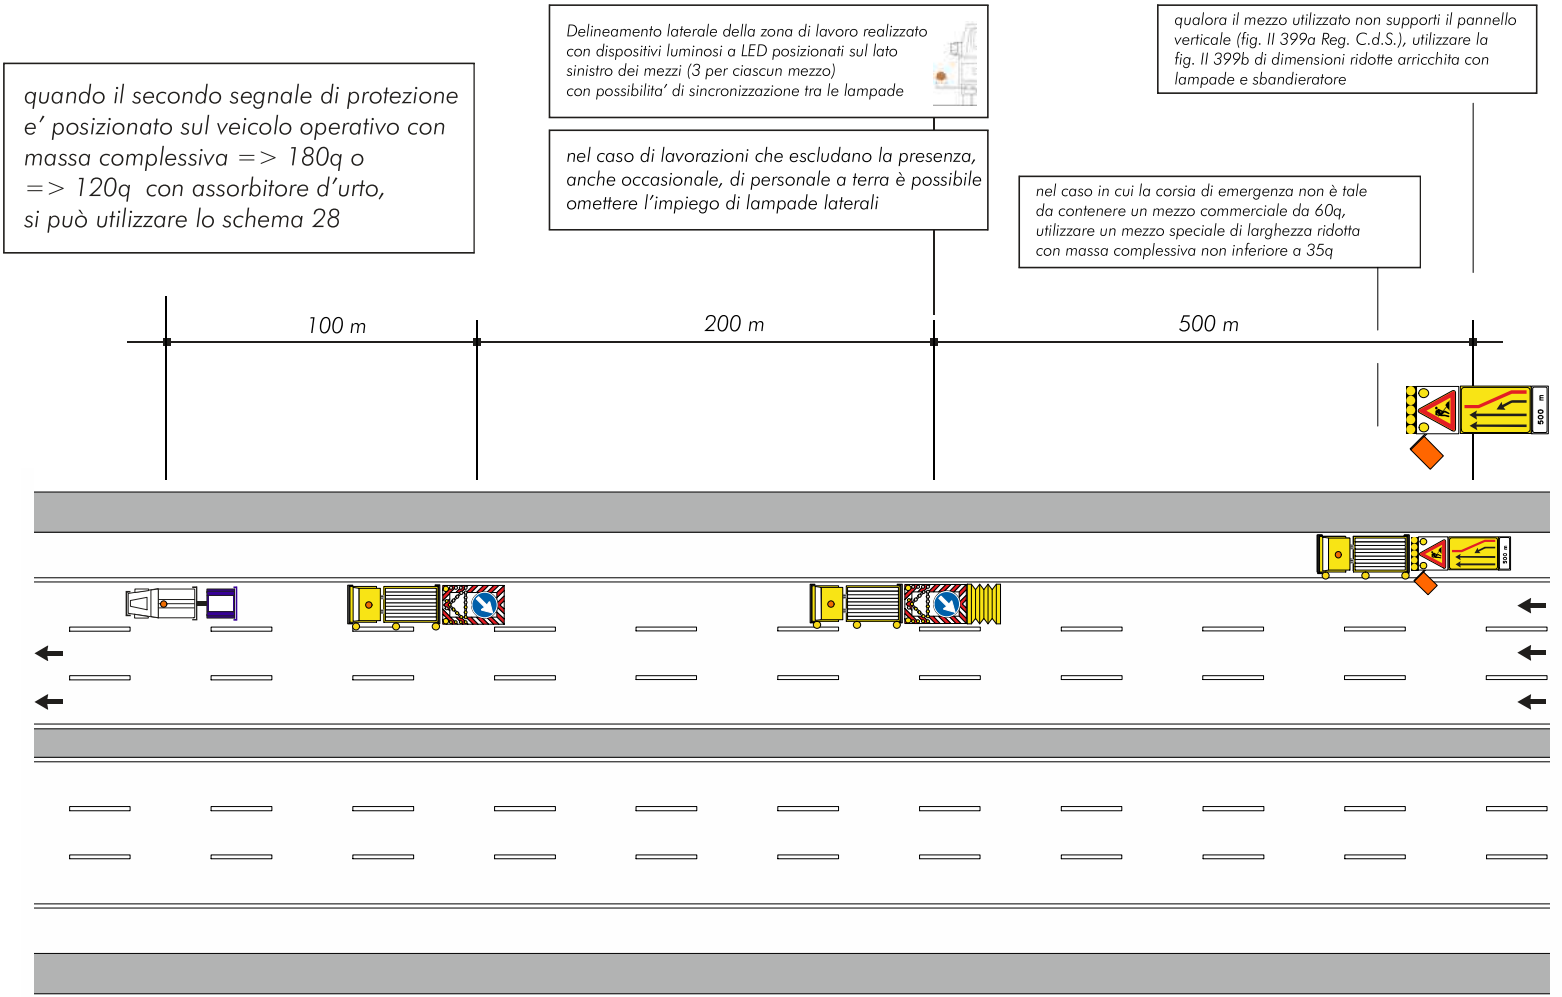 quando il secondo segnale di protezione
e' posizionato sul veicolo operativo con
massa complessiva => 180q o
=> 120q con assorbitore d'urto,
si può utilizzare lo schema 28
Delineamento laterale della zona di lavoro realizzato
con dispositivi luminosi a LED posizionati sul lato
sinistro dei mezzi (3 per ciascun mezzo)
con possibilita' di sincronizzazione tra le lampade
nel caso di lavorazioni che escludano la presenza,
anche occasionale, di personale a terra è possibile
omettere l'impiego di lampade laterali
qualora il mezzo utilizzato non supporti il pannello
verticale (fig. II 399a Reg. C.d.S.), utilizzare la
fig. II 399b di dimensioni ridotte arricchita con
lampade e sbandieratore
nel caso in cui la corsia di emergenza non è tale
da contenere un mezzo commerciale da 60q,
utilizzare un mezzo speciale di larghezza ridotta
con massa complessiva non inferiore a 35q
100 m
200 m
500 m
500 m
500 m